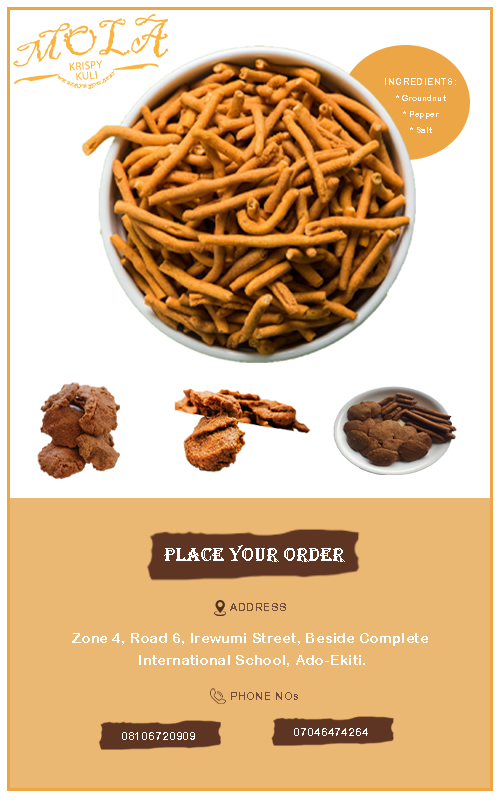 MOLA
KRISPY
KULI
INGREDIENTS:
* Groundnut
* Pepper
* Salt
PLACE YOUR ORDER
ADDRESS
Zone 4, Road 6, Irewumi Street, Beside Complete
International School, Ado-Ekiti.
PHONE NOs
08106720909
07046474264